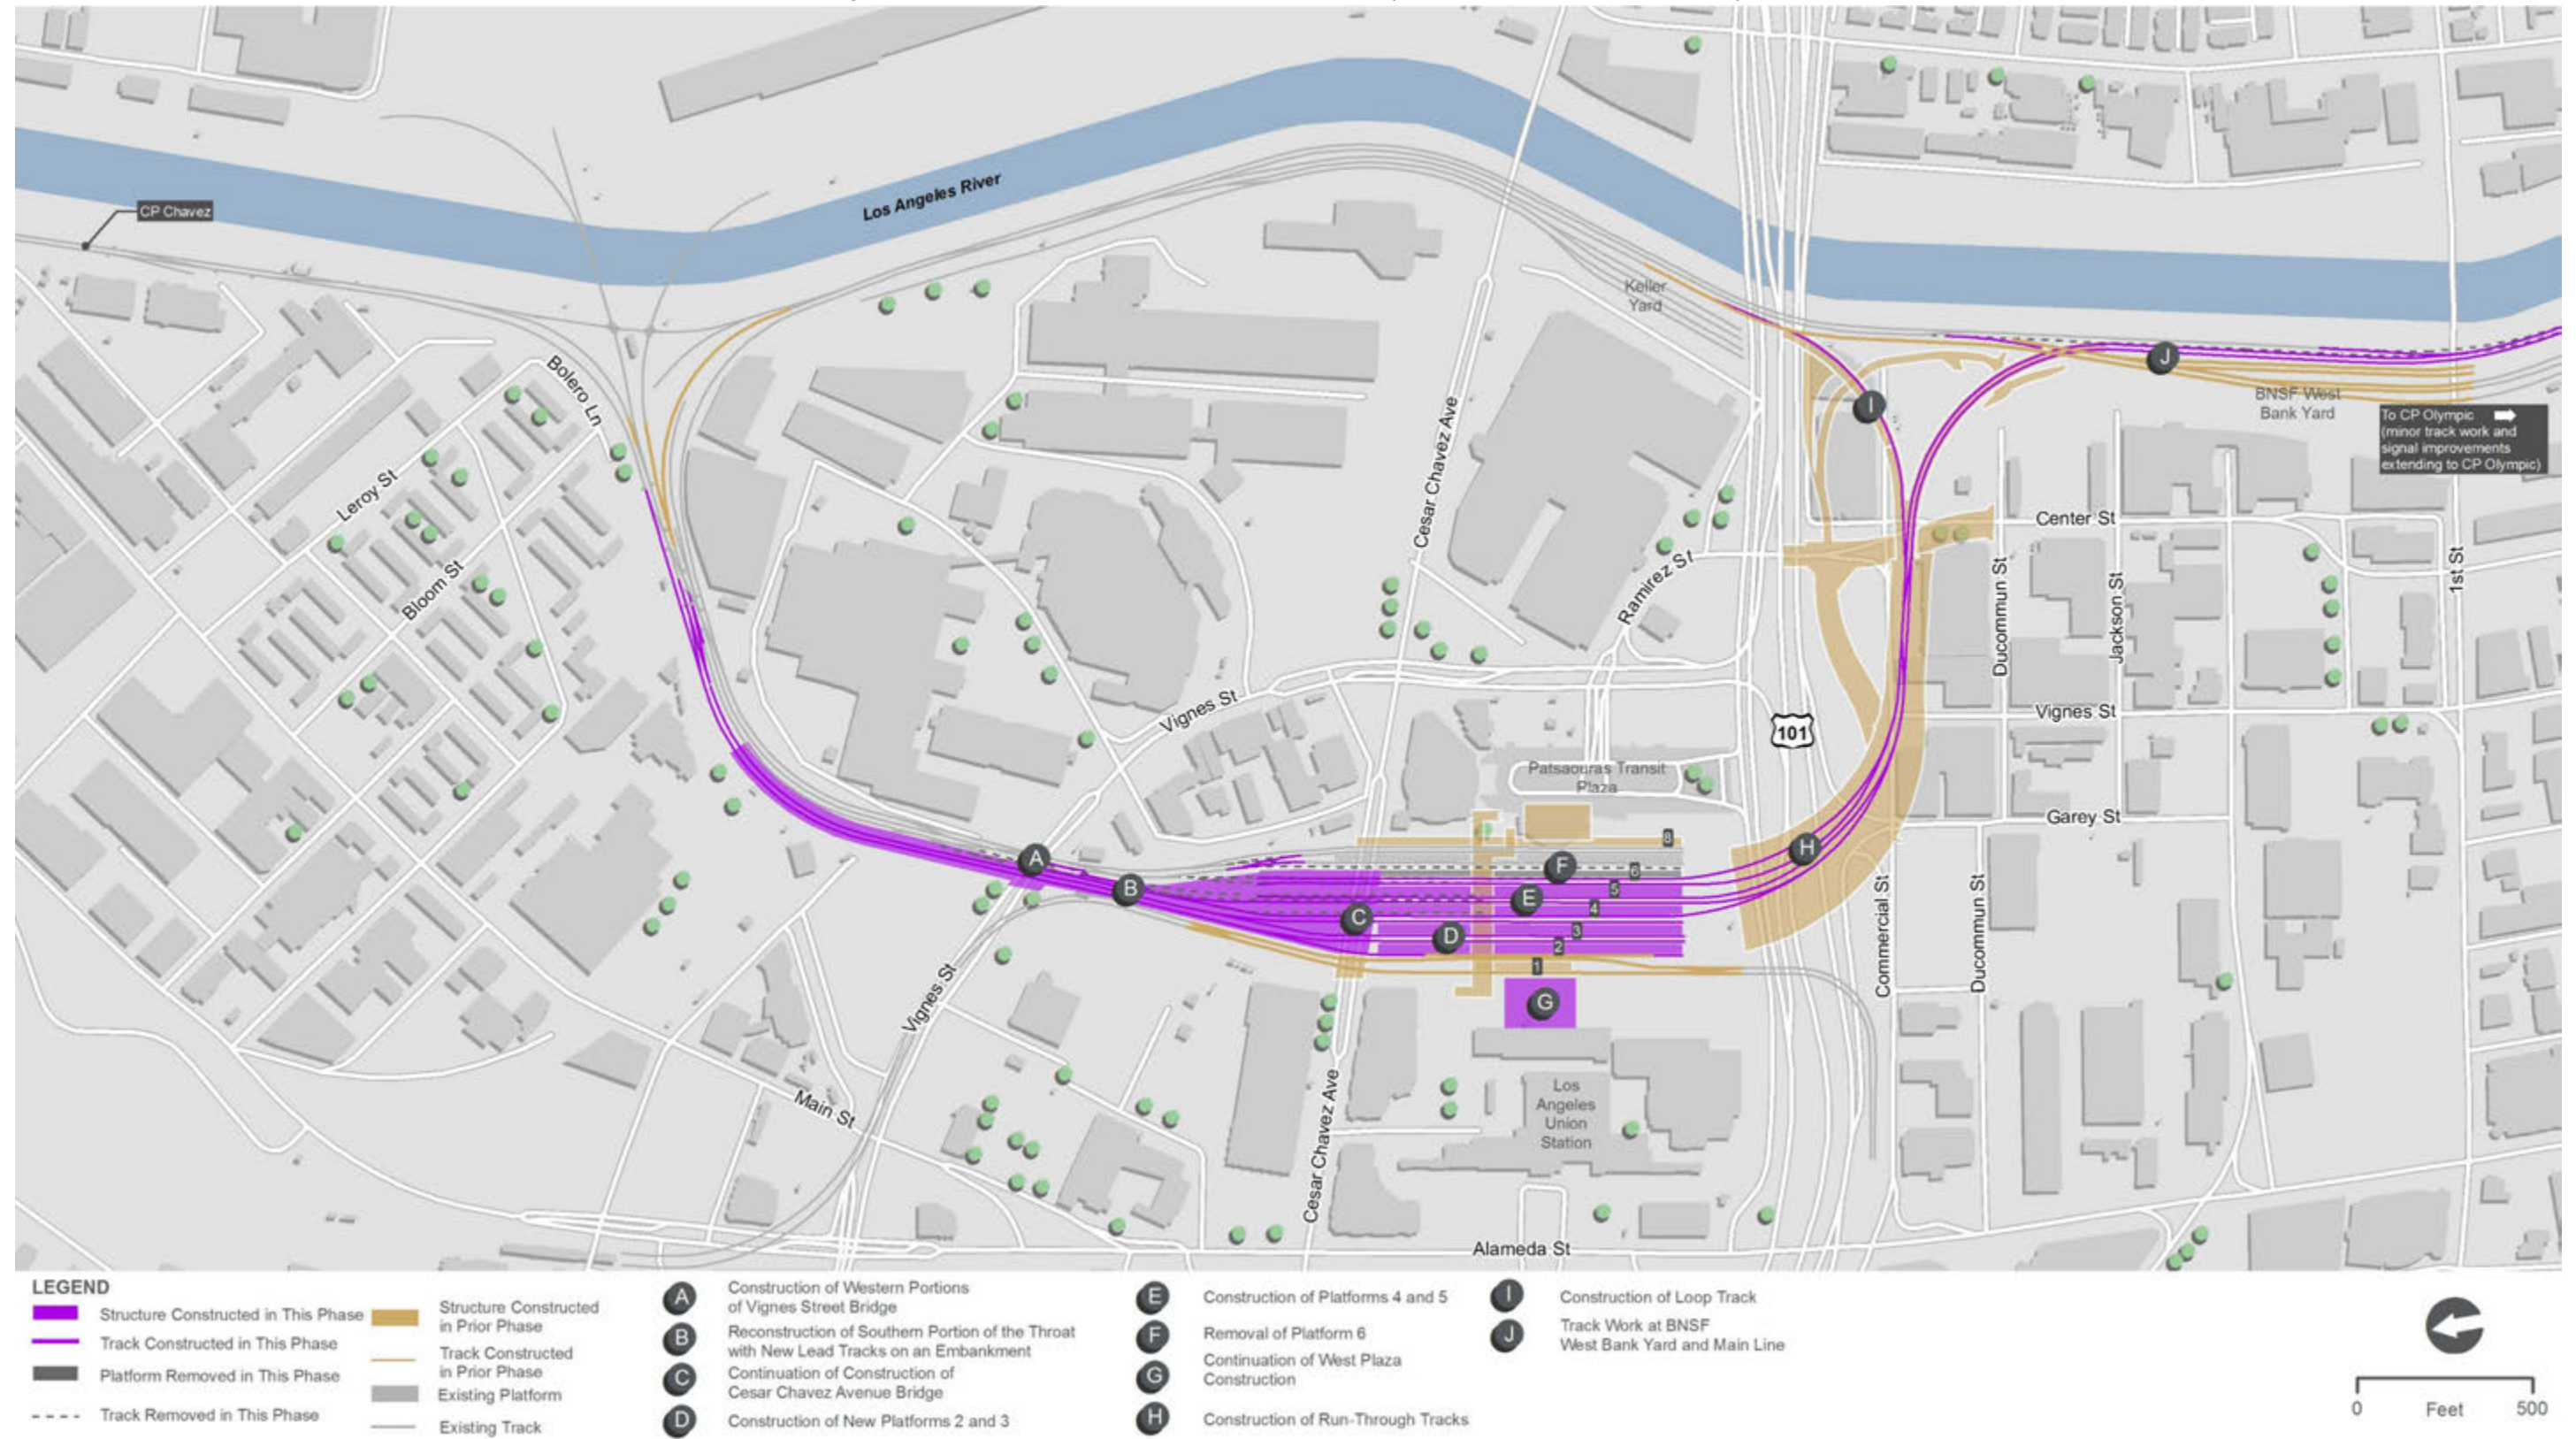 CP Chavez
Los Angeles River
Keller
Yard
BNSF West
Bank Yard
To CP Olympic
(minor track work and
signal improvements
extending to CP Olympic)
Bolero Ln
Leroy St
Bloom St
Cesar Chavez Ave
Ramirez St
Center St
Ducommun St
Jackson St
1st St
Vignes St
Vignes St
101
Patsaouras Transit
Plaza
Garey St
I
J
A
B
C
D
E
F
G
H
8
6
5
4
3
2
1
Commercial St
Ducommun St
Vignes St
Main St
Cesar Chavez Ave
Los
Angeles
Union
Station
Alameda St
LEGEND
Structure Constructed in This Phase
Track Constructed in This Phase
Platform Removed in This Phase
Track Removed in This Phase
Structure Constructed
in Prior Phase
Track Constructed
in Prior Phase
Existing Platform
Existing Track
A
Construction of Western Portions
of Vignes Street Bridge
B
Reconstruction of Southern Portion of the Throat
with New Lead Tracks on an Embankment
C
Continuation of Construction of
Cesar Chavez Avenue Bridge
D
Construction of New Platforms 2 and 3
E
Construction of Platforms 4 and 5
F
Removal of Platform 6
G
Continuation of West Plaza
Construction
H
Construction of Run-Through Tracks
I
Construction of Loop Track
J
Track Work at BNSF
West Bank Yard and Main Line
0 Feet 500